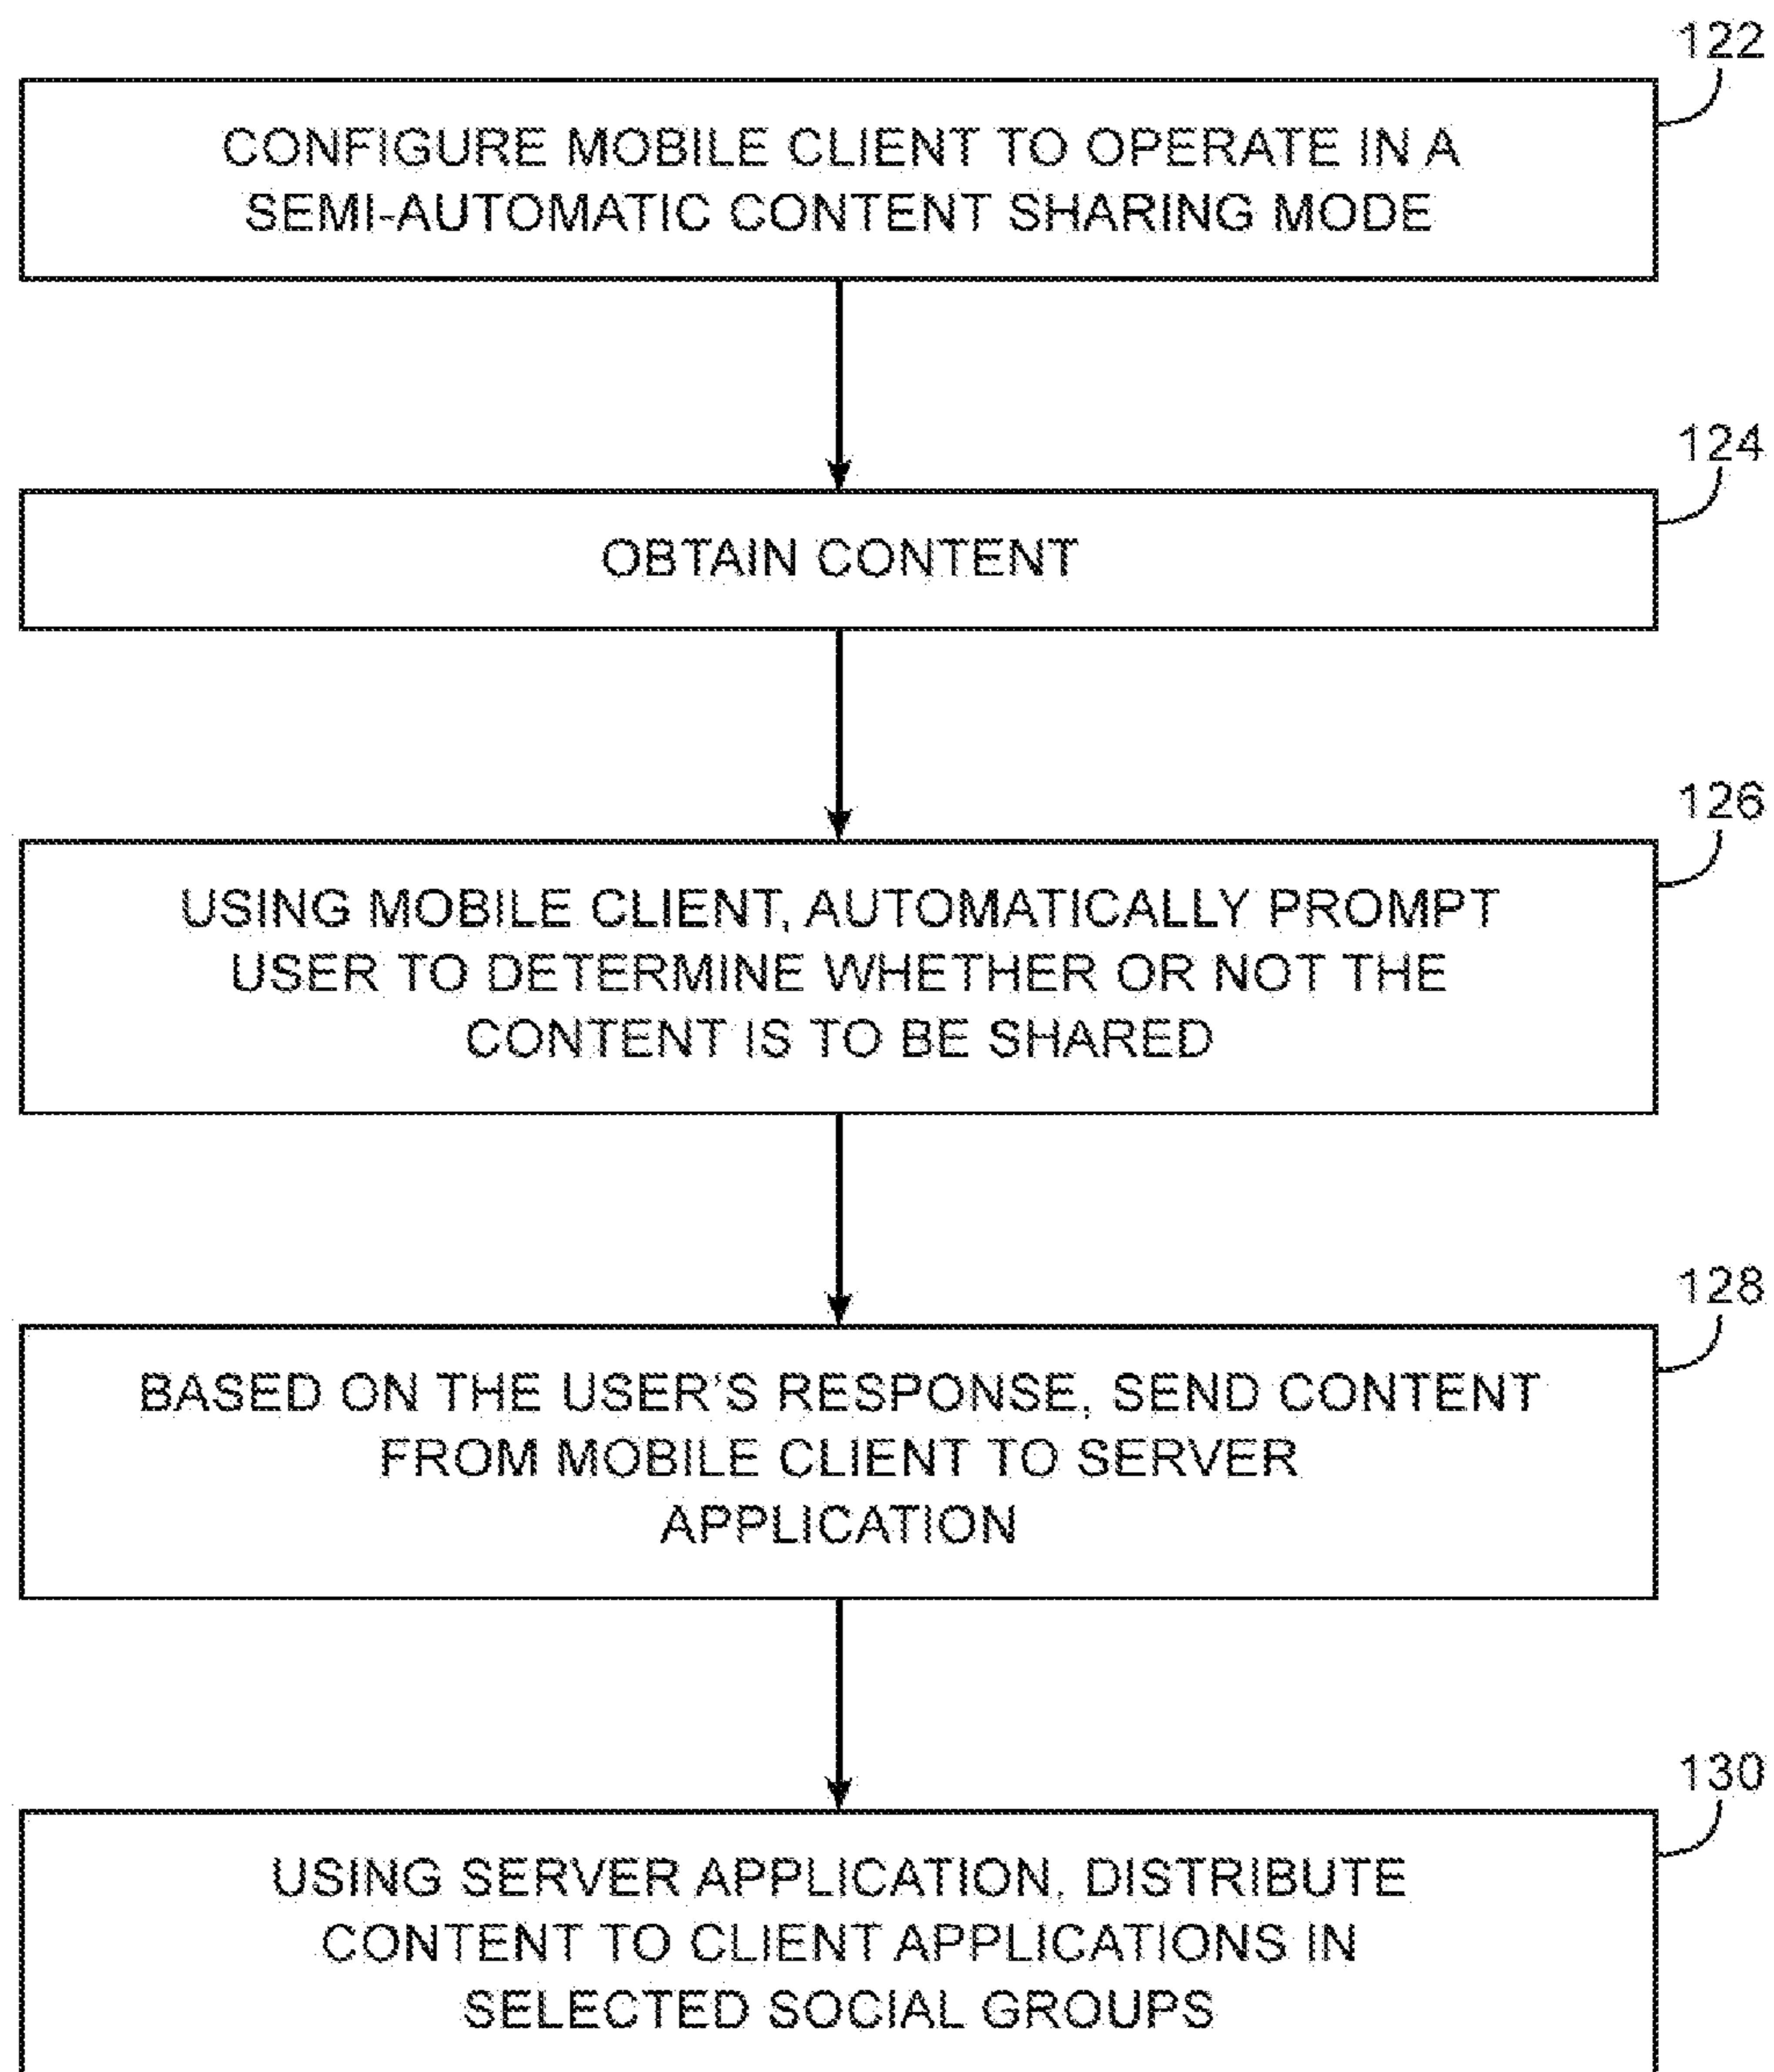 122
CONFIGURE MOBILE CLIENT TO OPERATE IN A
SEMI-AUTOMATIC CONTENT SHARING MODE
124
OBTAIN CONTENT
126
USING MOBILE CLIENT, AUTOMATICALLY PROMPT
USER TO DETERMINE WHETHER OR NOT THE
CONTENT IS TO BE SHARED
128
BASED ON THE USER'S RESPONSE, SEND CONTENT
FROM MOBILE CLIENT TO SERVER
APPLICATION
130
USING SERVER APPLICATION, DISTRIBUTE
CONTENT TO CLIENT APPLICATIONS IN
SELECTED SOCIAL GROUPS